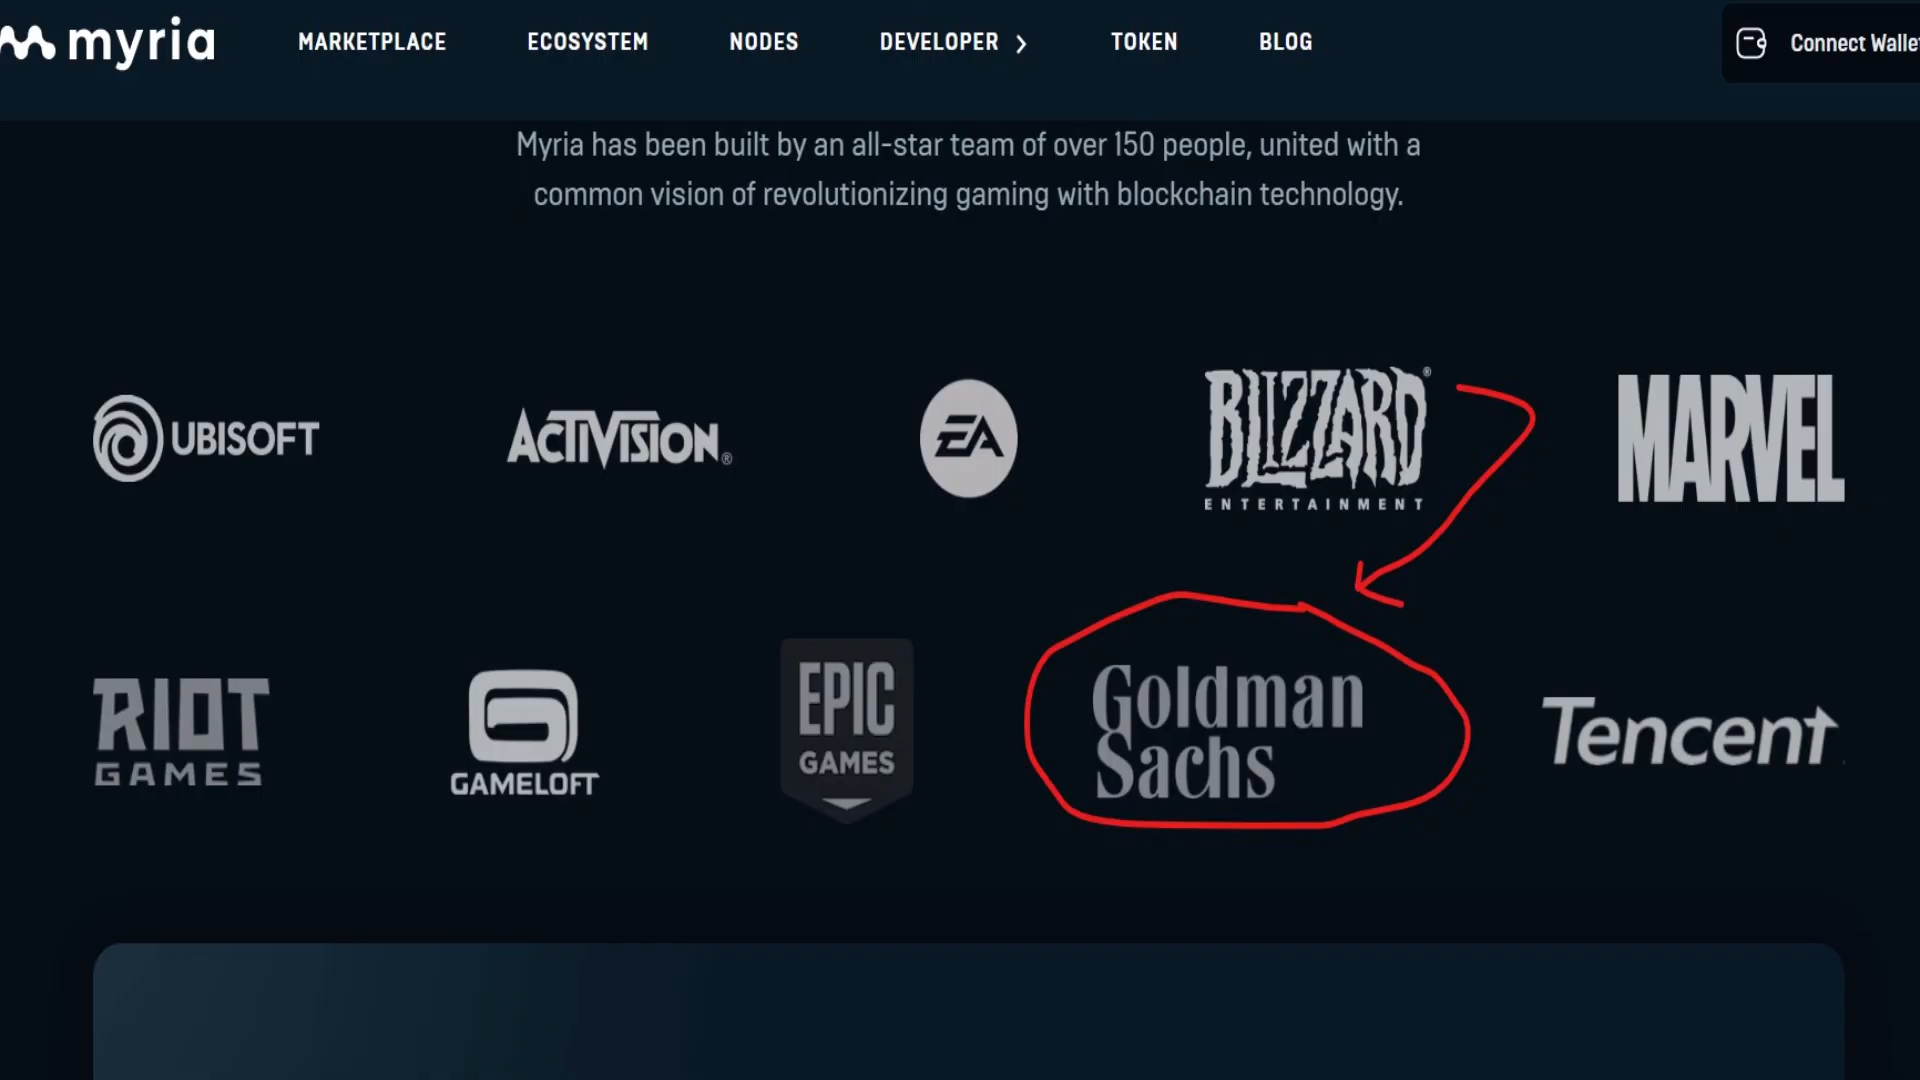 myria
MARKETPLACE
ECOSYSTEM
NODES
DEVELOPER
TOKEN
BLOG
Connect Wallet
Myria has been built by an all-star team of over 150 people, united with a
common vision of revolutionizing gaming with blockchain technology.
UBISOFT
ACTIVISION®
EA
BLIZZARD®
ENTERTAINMENT
MARVEL
RIOT
GAMES
GAMELOFT
EPIC
GAMES
Goldman
Sachs
Tencent